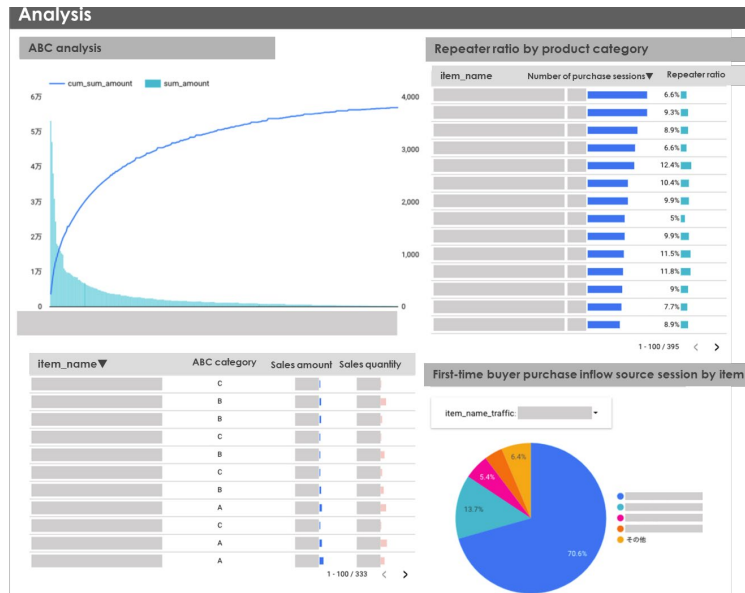 Analysis
ABC analysis
cum_sum_amount
sum_amount
6万
5万
4万
3万
2万
1万
0
4,000
3,000
2,000
1,000
0
item_name▼ ABC category Sales amount Sales quantity
C
B
B
C
B
C
B
A
C
A
A
1 - 100 / 333 < >
Repeater ratio by product category
item_name Number of purchase sessions▼ Repeater ratio
6.6%
9.3%
8.9%
6.6%
12.4%
10.4%
9.9%
5%
9.9%
11.5%
11.8%
9%
7.7%
8.9%
1 - 100 / 395 < >
First-time buyer purchase inflow source session by item
item_name_traffic:
6.4%
5.4%
13.7%
70.6%
その他